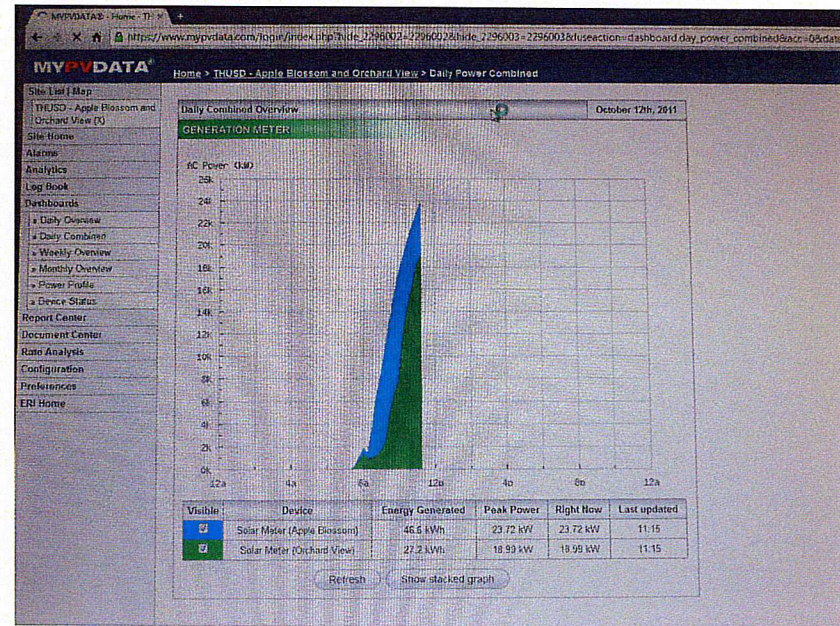 MYPVDATA® - Home - TH
https://www.mypvdata.com/login/index.php?hide_2296002=2296002&hide_2296003=2296003&fuseaction=dashboard.day_power_combined&acc=0&date
MYPVDATA®
Home > THUSD - Apple Blossom and Orchard View > Daily Power Combined
Site List | Map
THUSD - Apple Blossom and
Orchard View (X)
Site Home
Alarms
Analytics
Log Book
Dashboards
» Daily Overview
» Daily Combined
» Weekly Overview
» Monthly Overview
» Power Profile
» Device Status
Report Center
Document Center
Rate Analysis
Configuration
Preferences
ERI Home
Daily Combined Overview October 12th, 2011
GENERATION METER
AC Power (kW)
26k
24k
22k
20k
18k
16k
14k
12k
10k
8k
6k
4k
2k
0k
12a 4a 8a 12p 4p 8p 12a
Visible Device Energy Generated Peak Power Right Now Last updated
Solar Meter (Apple Blossom) 46.6 kWh 23.72 kW 23.72 kW 11:15
Solar Meter (Orchard View) 27.2 kWh 18.99 kW 18.99 kW 11:15
Refresh Show stacked graph